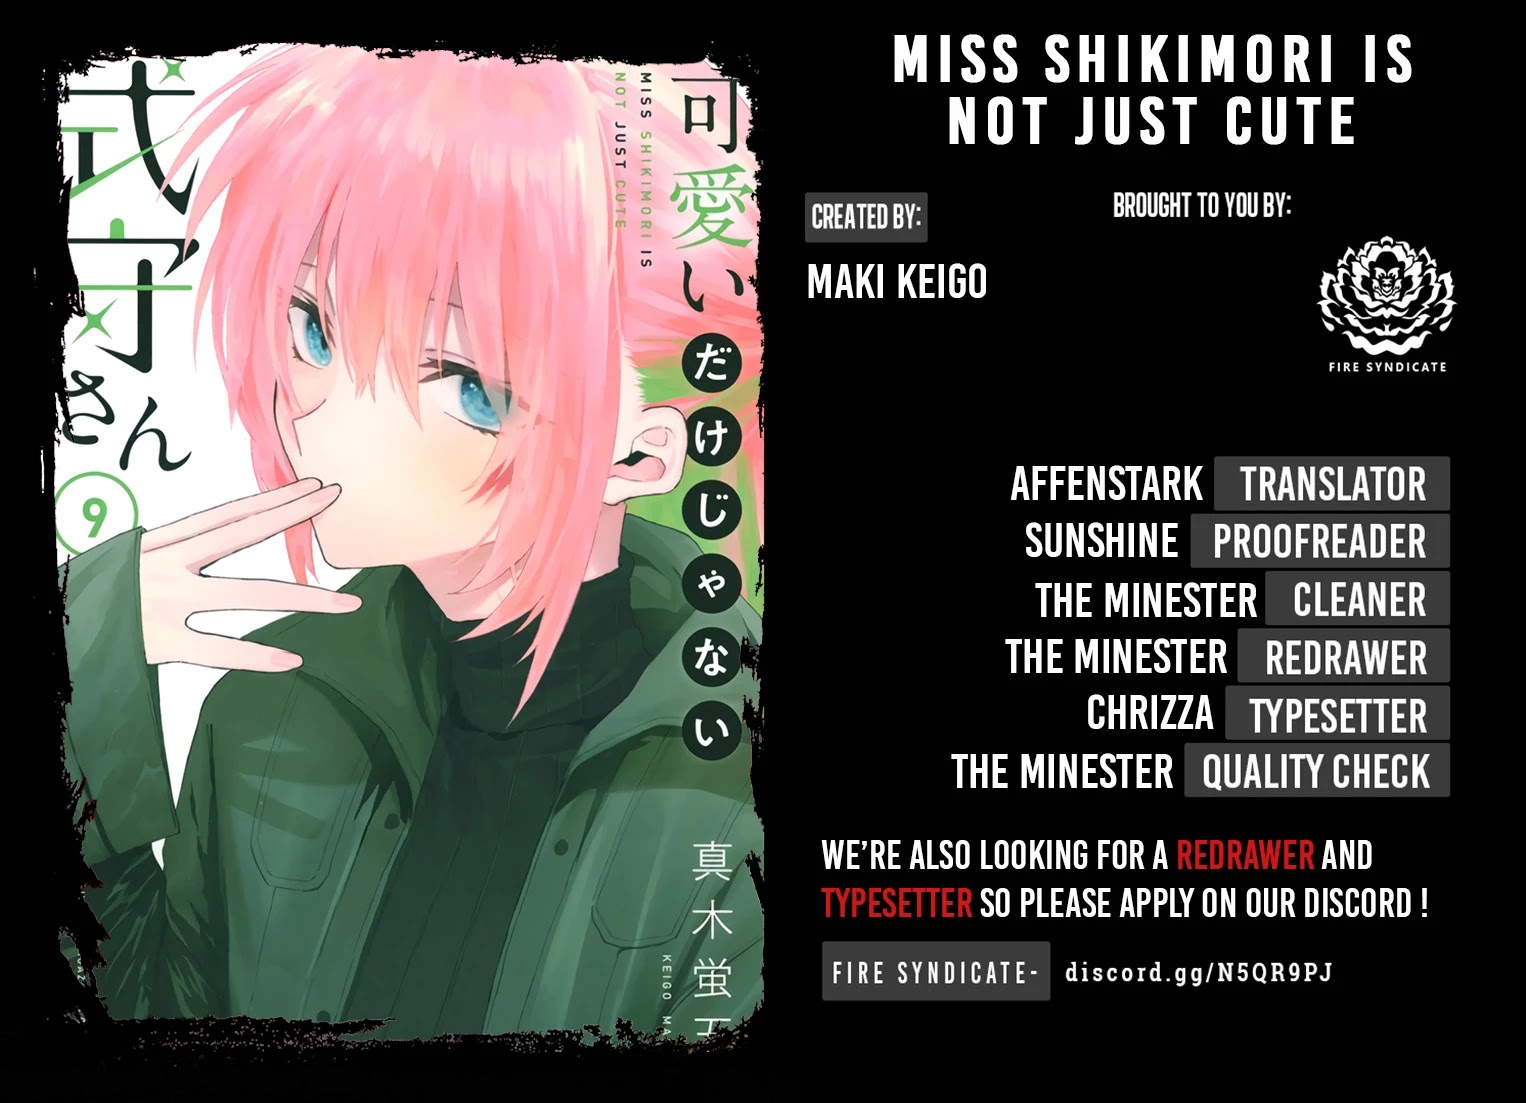 可愛いだけじゃない
式守さん
9
MISS SHIKIMORI IS
NOT JUST CUTE
真木蛍五
KEIGO MA
MISS SHIKIMORI IS
NOT JUST CUTE
CREATED BY:
MAKI KEIGO
BROUGHT TO YOU BY:
FIRE SYNDICATE
AFFENSTARK TRANSLATOR
SUNSHINE PROOFREADER
THE MINESTER CLEANER
THE MINESTER REDRAWER
CHRIZZA TYPESETTER
THE MINESTER QUALITY CHECK
WE’RE ALSO LOOKING FOR A REDRAWER AND
TYPESETTER SO PLEASE APPLY ON OUR DISCORD !
FIRE SYNDICATE- discord.gg/N5QR9PJ